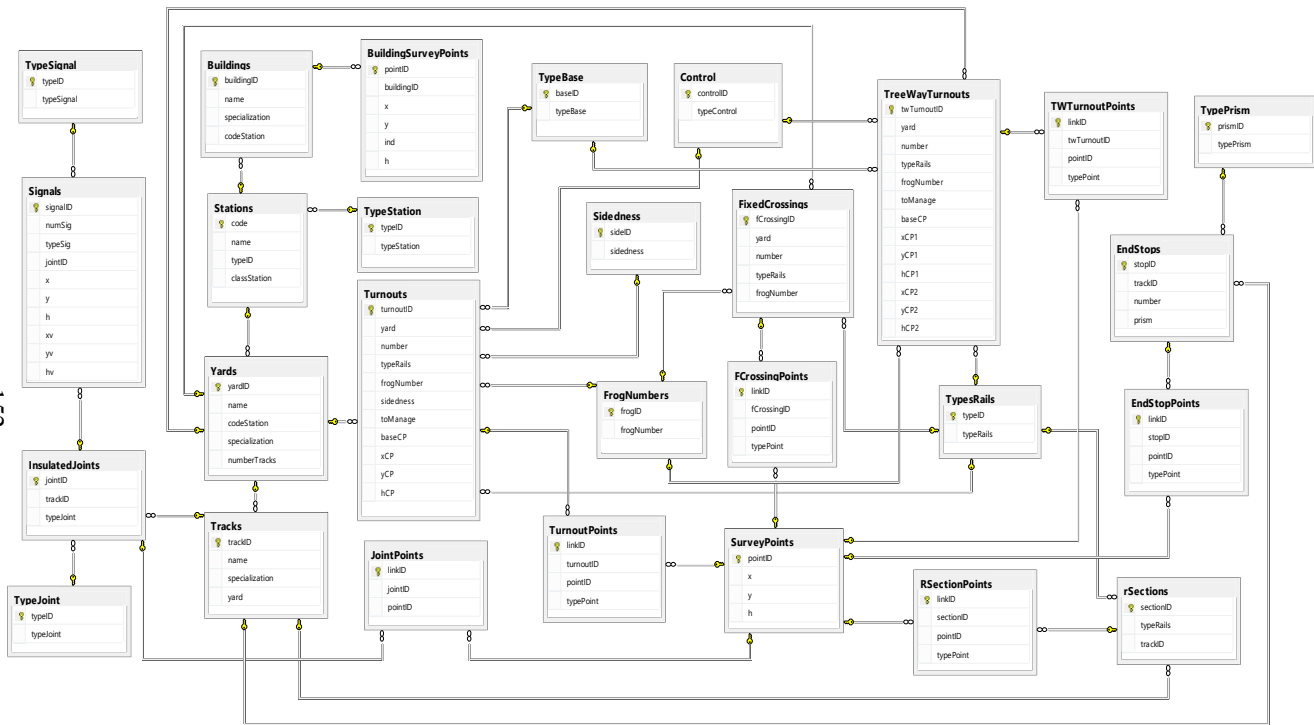 TypeSignal
typeID
typeSignal
Buildings
buildingID
name
specialization
codeStation
BuildingSurveyPoints
pointID
buildingID
x
y
ind
h
TypeBase
baseID
typeBase
Control
controlID
typeControl
TreeWayTurnouts
twTurnoutID
yard
number
typeRails
frogNumber
toManage
baseCP
xCP1
yCP1
hCP1
xCP2
yCP2
hCP2
TWTurnoutPoints
linkID
twTurnoutID
pointID
typePoint
TypePrism
prismID
typePrism
Signals
signalID
numSig
typeSig
jointID
x
y
h
xv
yv
hv
Stations
code
name
typeID
classStation
TypeStation
typeID
typeStation
Sidedness
sideID
sidedness
FixedCrossings
fCrossingID
yard
number
typeRails
frogNumber
EndStops
stopID
trackID
number
prism
Turnouts
turnoutID
yard
number
typeRails
frogNumber
sidedness
toManage
baseCP
xCP
yCP
hCP
Yards
yardID
name
codeStation
specialization
numberTracks
FrogNumbers
frogID
frogNumber
FCrossingPoints
linkID
fCrossingID
pointID
typePoint
TypesRails
typeID
typeRails
EndStopPoints
linkID
stopID
pointID
typePoint
InsulatedJoints
jointID
trackID
typeJoint
Tracks
trackID
name
specialization
yard
JointPoints
linkID
jointID
pointID
TurnoutPoints
linkID
turnoutID
pointID
typePoint
SurveyPoints
pointID
x
y
h
RSectionPoints
linkID
sectionID
pointID
typePoint
rSections
sectionID
typeRails
trackID
TypeJoint
typeID
typeJoint